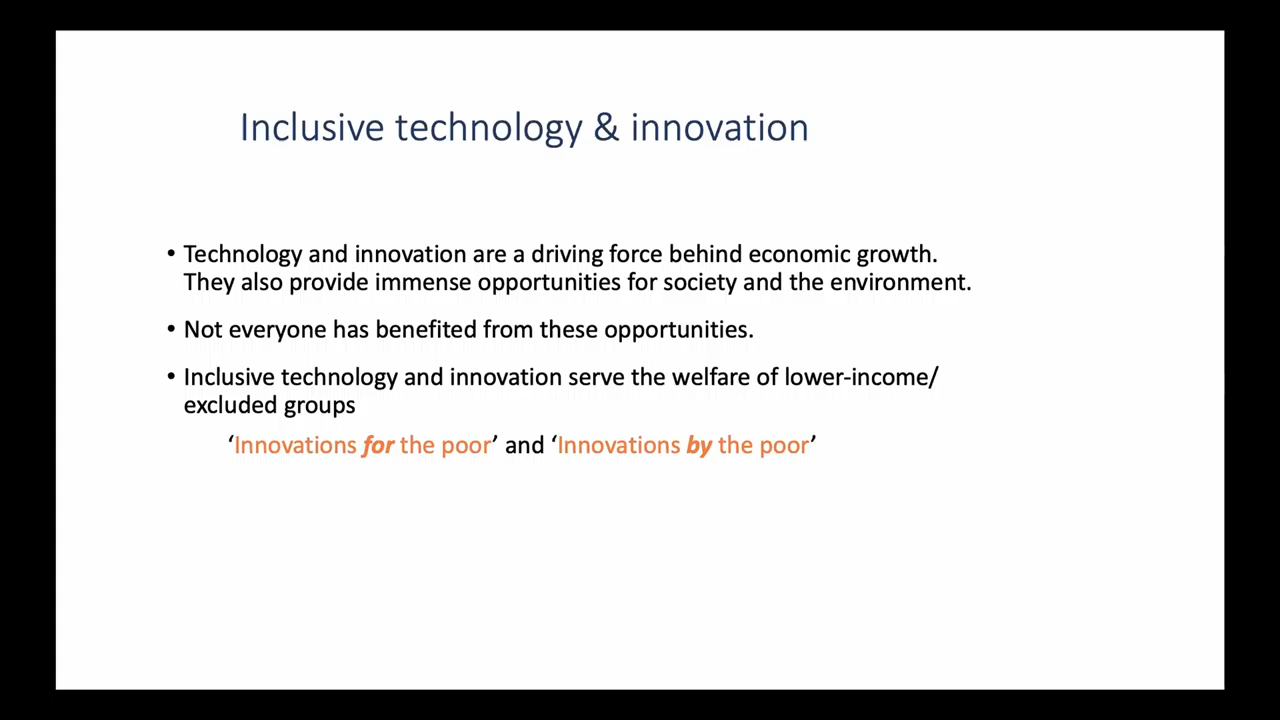 Inclusive technology & innovation
• Technology and innovation are a driving force behind economic growth.
They also provide immense opportunities for society and the environment.
• Not everyone has benefited from these opportunities.
• Inclusive technology and innovation serve the welfare of lower-income/
excluded groups
‘Innovations for the poor’ and ‘Innovations by the poor’